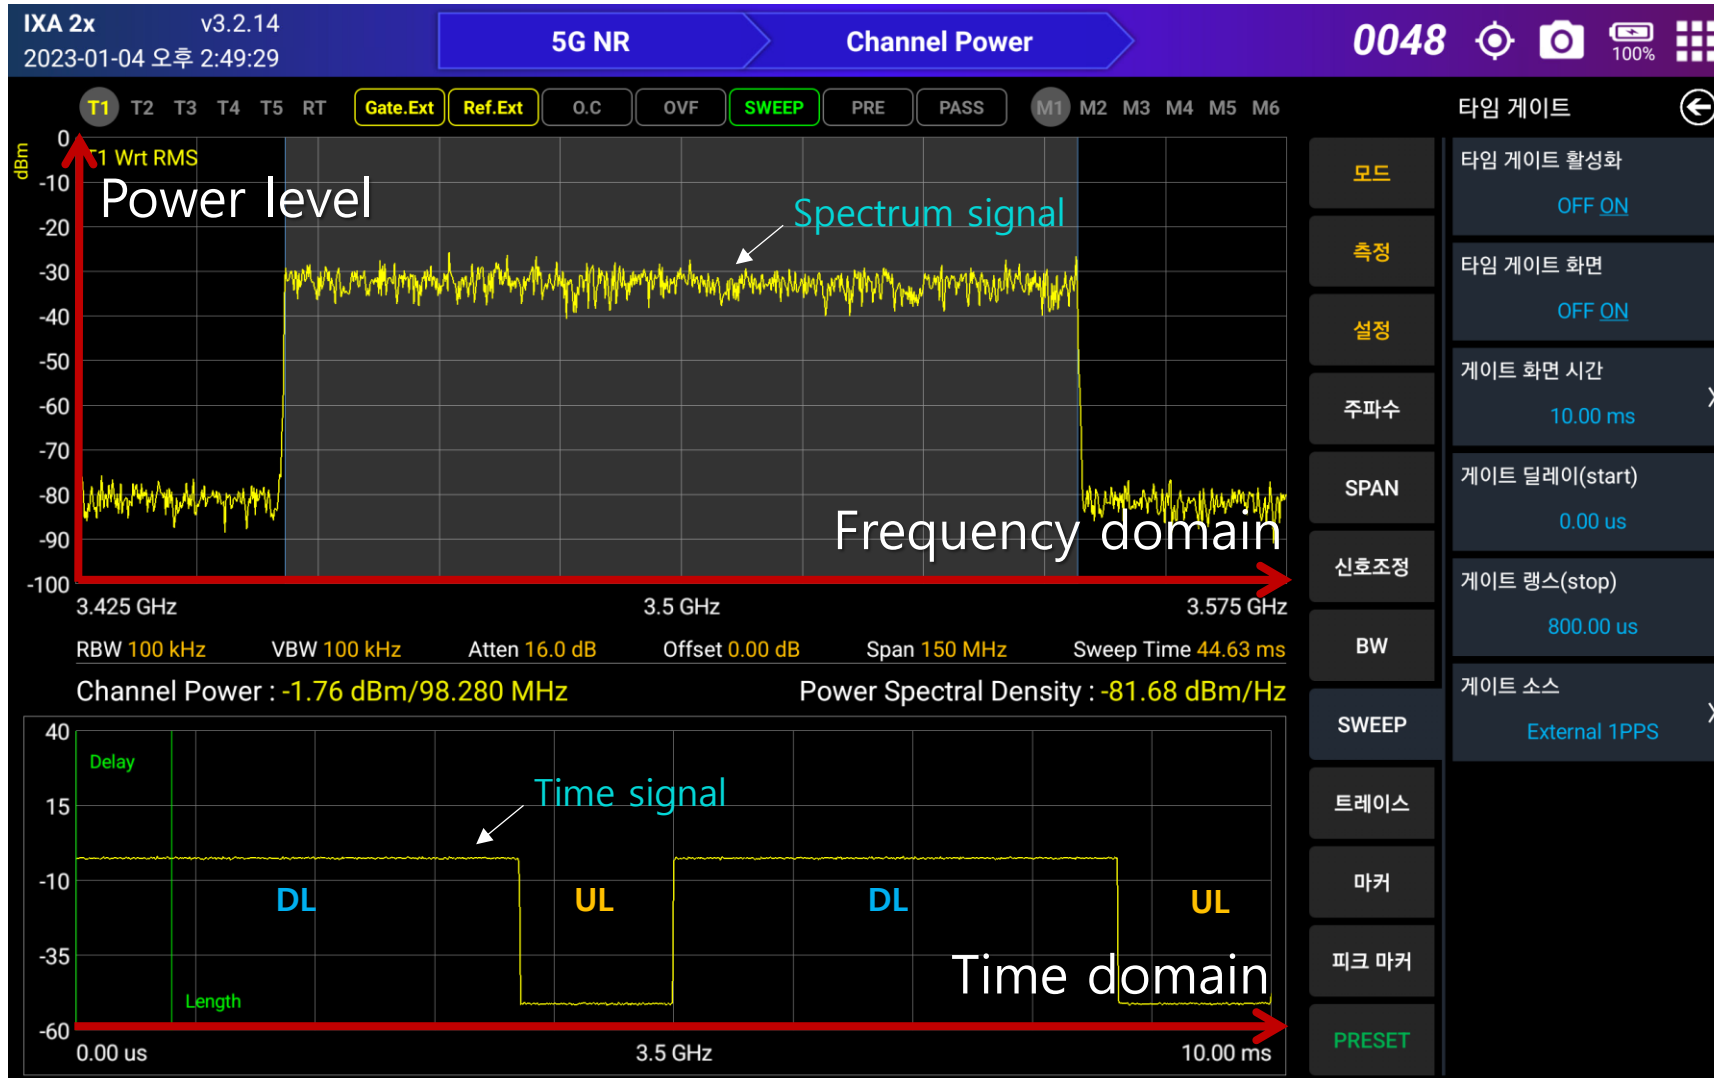 IXA 2x v3.2.14
2023-01-04 오후 2:49:29
5G NR
Channel Power
0048
100%
T1 T2 T3 T4 T5 RT Gate.Ext Ref.Ext O.C OVF SWEEP PRE PASS M1 M2 M3 M4 M5 M6
dBm
T1 Wrt RMS
Power level
Spectrum signal
0
-10
-20
-30
-40
-50
-60
-70
-80
-90
-100
Frequency domain
3.425 GHz 3.5 GHz 3.575 GHz
RBW 100 kHz VBW 100 kHz Atten 16.0 dB Offset 0.00 dB Span 150 MHz Sweep Time 44.63 ms
Channel Power : -1.76 dBm/98.280 MHz Power Spectral Density : -81.68 dBm/Hz
40
15
-10
-35
-60
Delay
Length
Time signal
DL UL DL UL
Time domain
0.00 us 3.5 GHz 10.00 ms
모드
측정
설정
주파수
SPAN
신호조정
BW
SWEEP
트레이스
마커
피크 마커
PRESET
타임 게이트
타임 게이트 활성화
OFF ON
타임 게이트 화면
OFF ON
게이트 화면 시간
10.00 ms
게이트 딜레이(start)
0.00 us
게이트 랭스(stop)
800.00 us
게이트 소스
External 1PPS